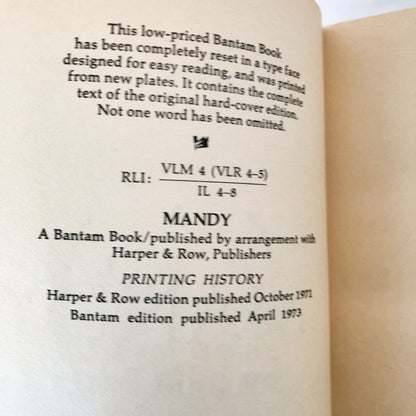 This low-priced Bantam Book
has been completely reset in a type face
designed for easy reading, and was printed
from new plates. It contains the complete
text of the original hard-cover edition.
Not one word has been omitted.
RLI: VLM 4 (VLR 4–5)
IL 4–8
MANDY
A Bantam Book/published by arrangement with
Harper & Row, Publishers
PRINTING HISTORY
Harper & Row edition published October 1971
Bantam edition published April 1973